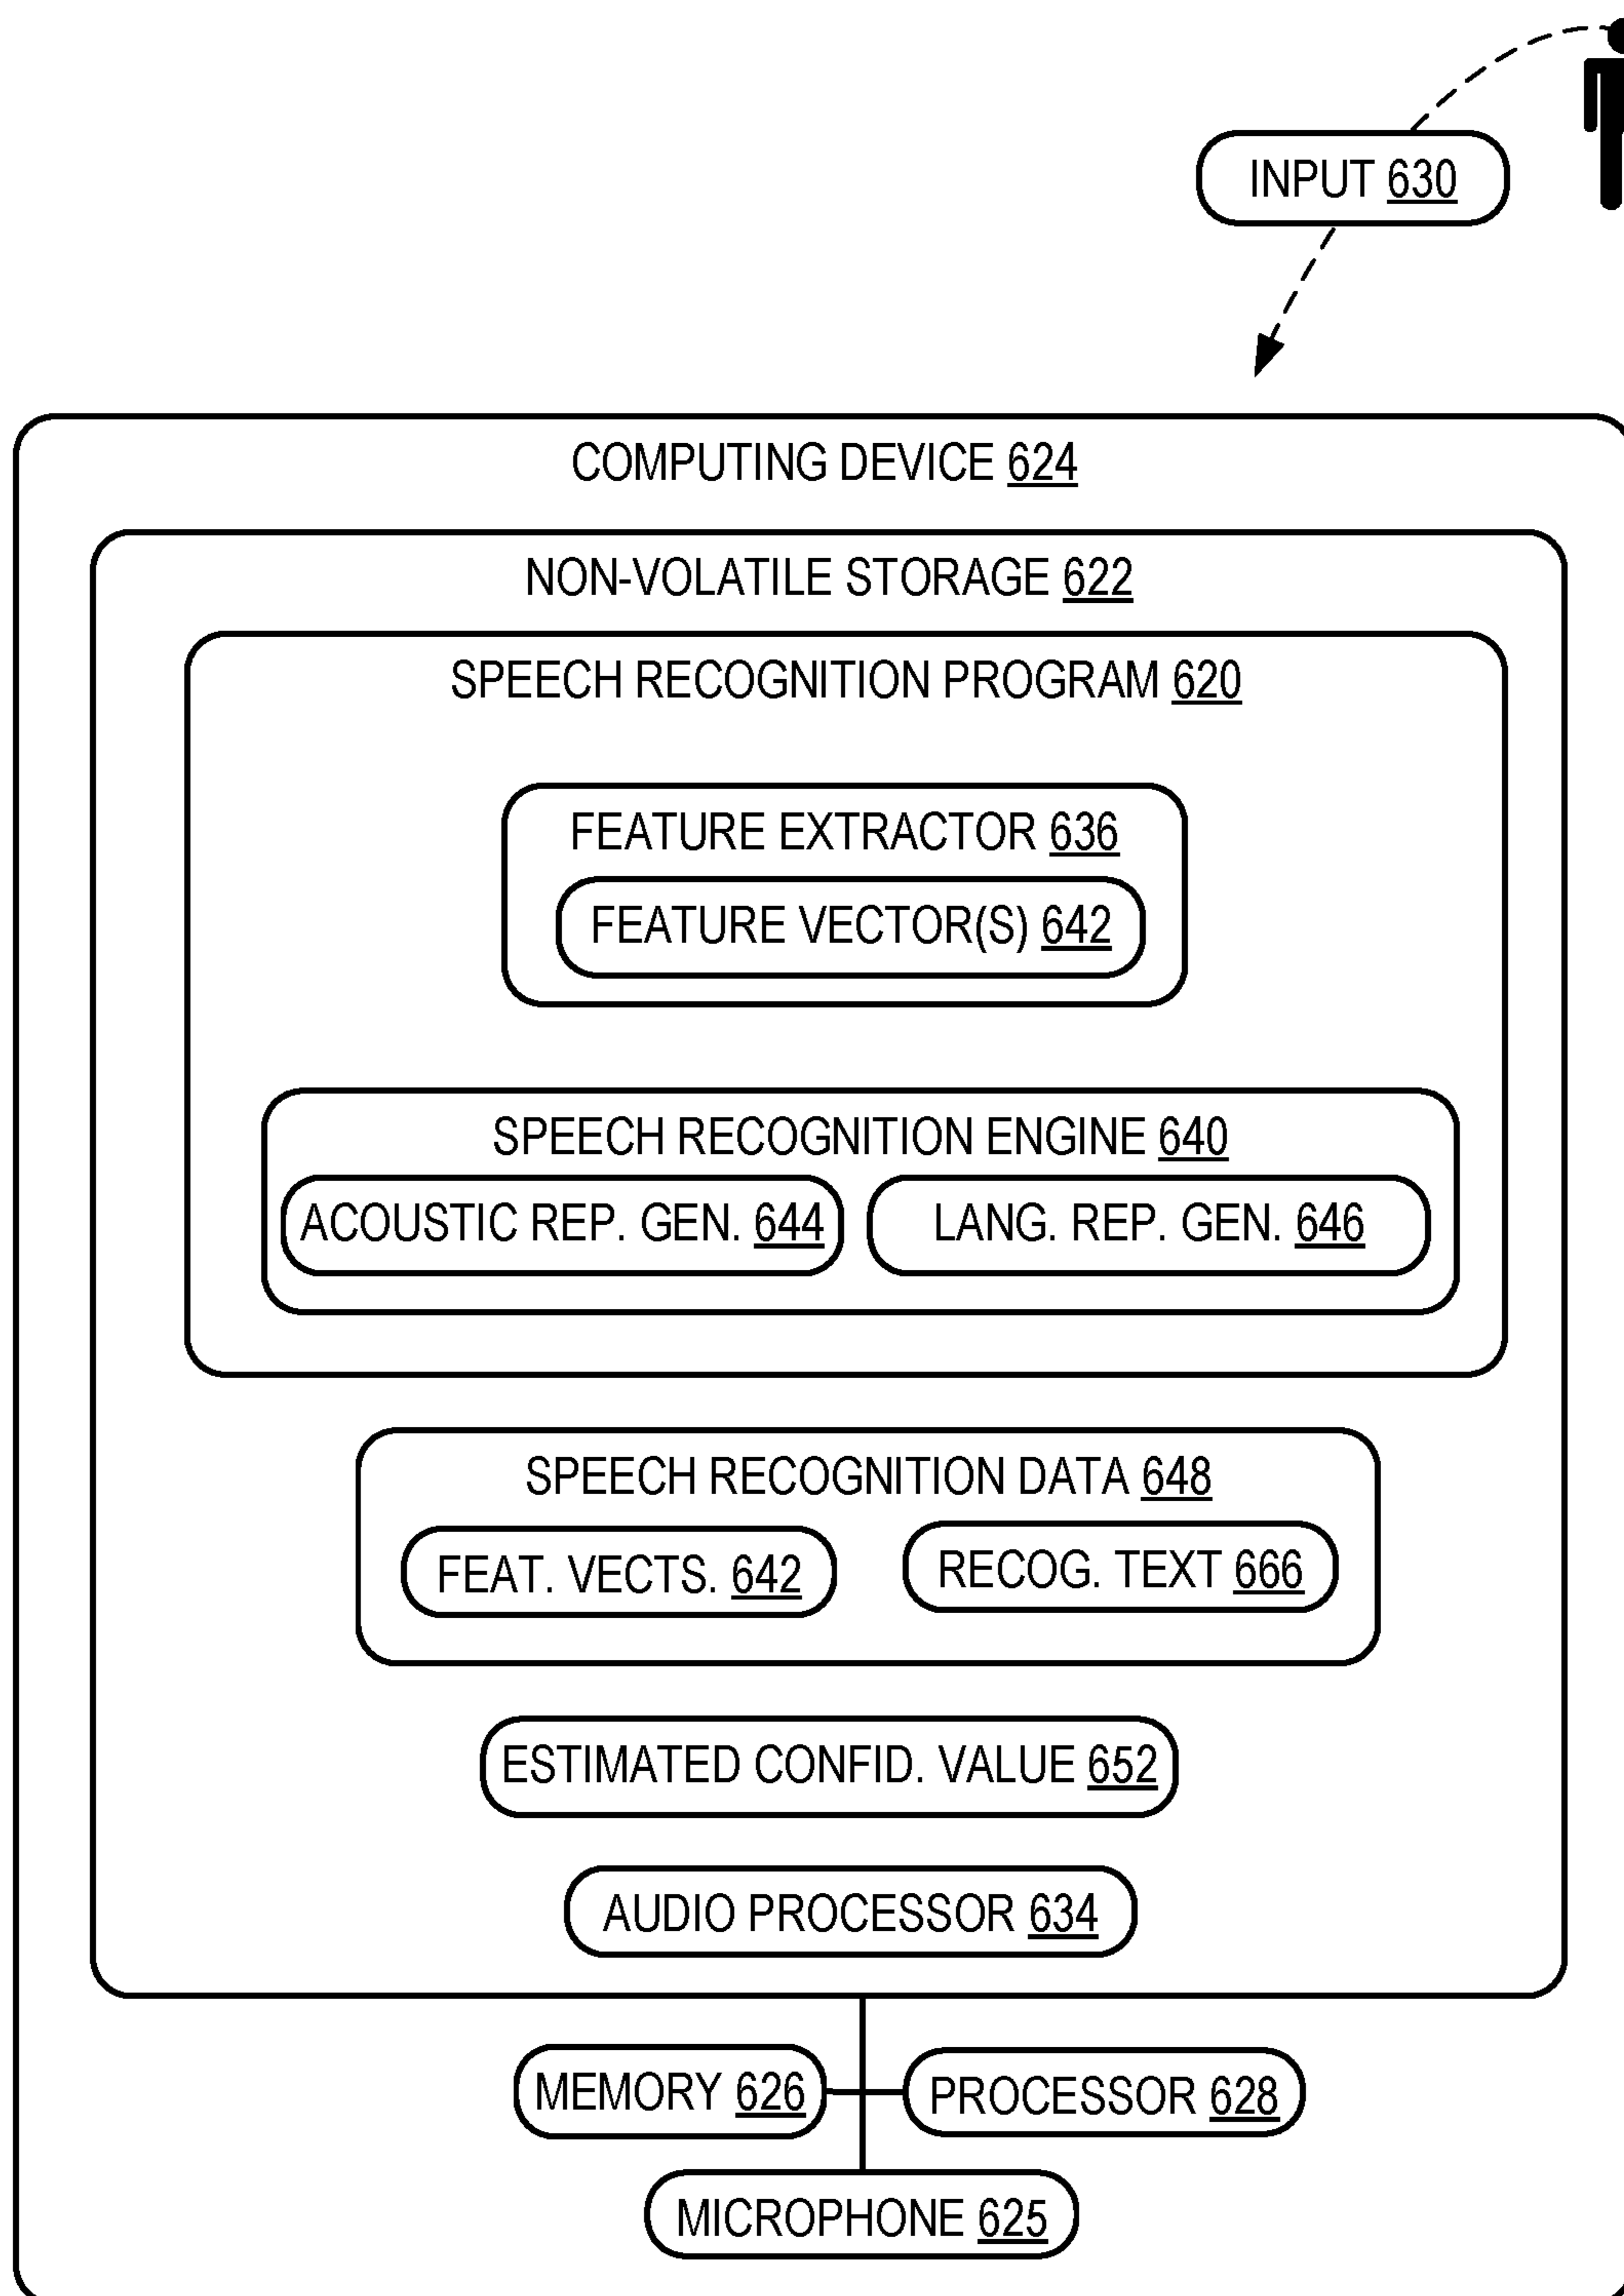 INPUT 630
COMPUTING DEVICE 624
NON-VOLATILE STORAGE 622
SPEECH RECOGNITION PROGRAM 620
FEATURE EXTRACTOR 636
FEATURE VECTOR(S) 642
SPEECH RECOGNITION ENGINE 640
ACOUSTIC REP. GEN. 644 LANG. REP. GEN. 646
SPEECH RECOGNITION DATA 648
FEAT. VECTS. 642 RECOG. TEXT 666
ESTIMATED CONFID. VALUE 652
AUDIO PROCESSOR 634
MEMORY 626 PROCESSOR 628
MICROPHONE 625